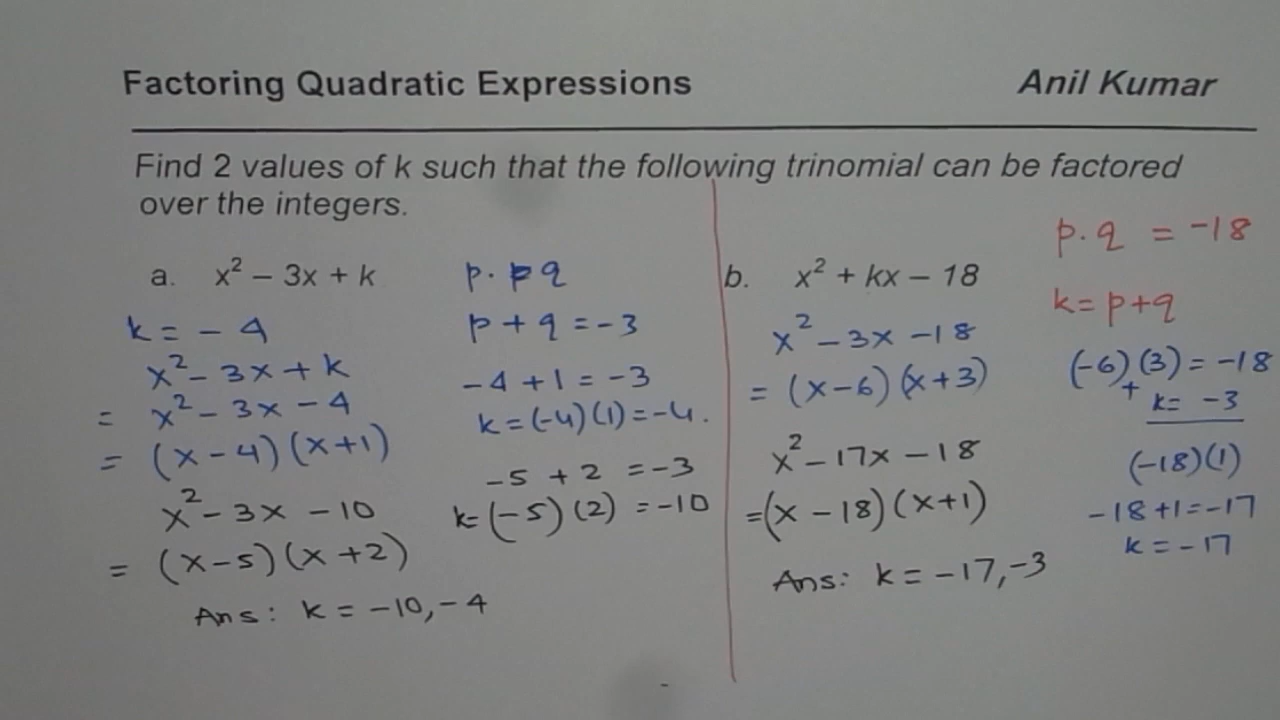 Factoring Quadratic Expressions Anil Kumar
Find 2 values of k such that the following trinomial can be factored
over the integers.
a. x² − 3x + k
k = − 4
x² − 3x + k
= x² − 3x − 4
= (x − 4) (x + 1)
x² − 3x − 10
= (x − 5) (x + 2)
Ans: k = −10, −4
p · p q
p + q = −3
−4 + 1 = −3
k = (−4)(1) = −4.
−5 + 2 = −3
k = (−5)(2) = −10
b. x² + kx − 18
x² − 3x − 18
= (x − 6) (x + 3)
x² − 17x − 18
= (x − 18) (x + 1)
Ans: k = −17, −3
p · q = −18
k = p + q
(−6) (3) = −18
+ k = −3
(−18)(1)
−18 + 1 = −17
k = −17